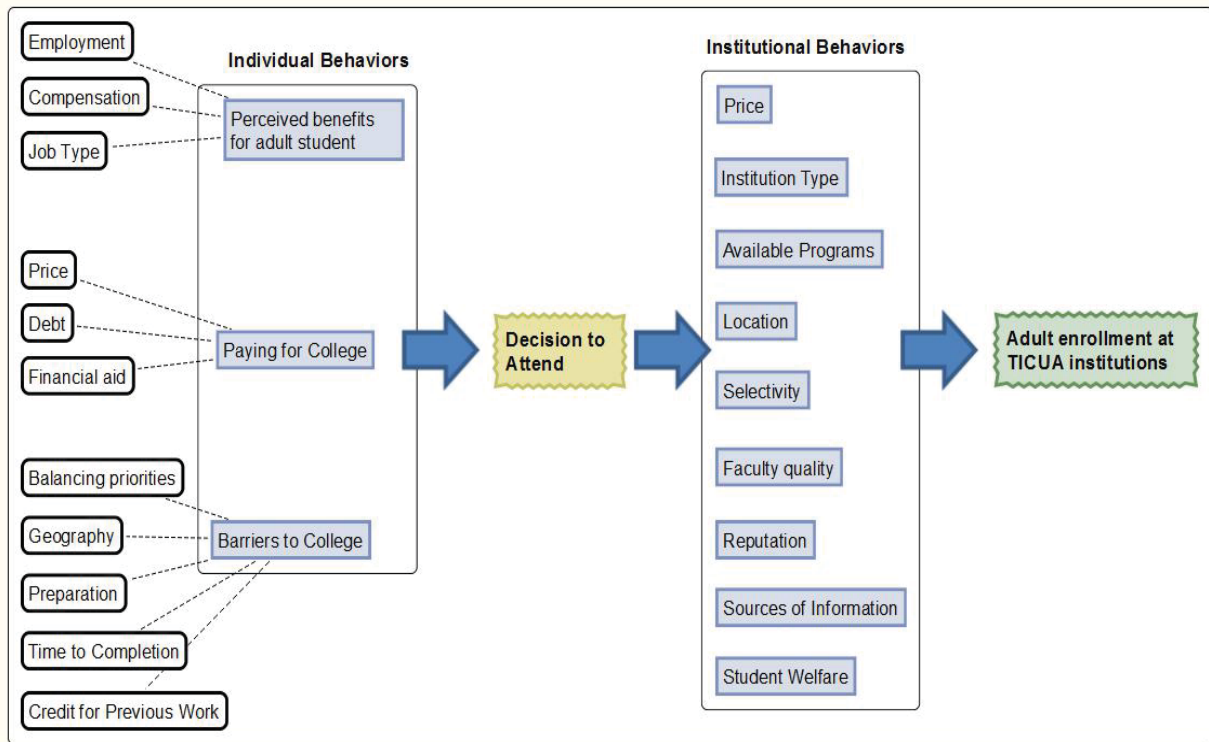 Employment
Compensation
Job Type
Price
Debt
Financial aid
Balancing priorities
Geography
Preparation
Time to Completion
Credit for Previous Work
Individual Behaviors
Perceived benefits
for adult student
Paying for College
Barriers to College
Decision to
Attend
Institutional Behaviors
Price
Institution Type
Available Programs
Location
Selectivity
Faculty quality
Reputation
Sources of Information
Student Welfare
Adult enrollment at
TICUA institutions